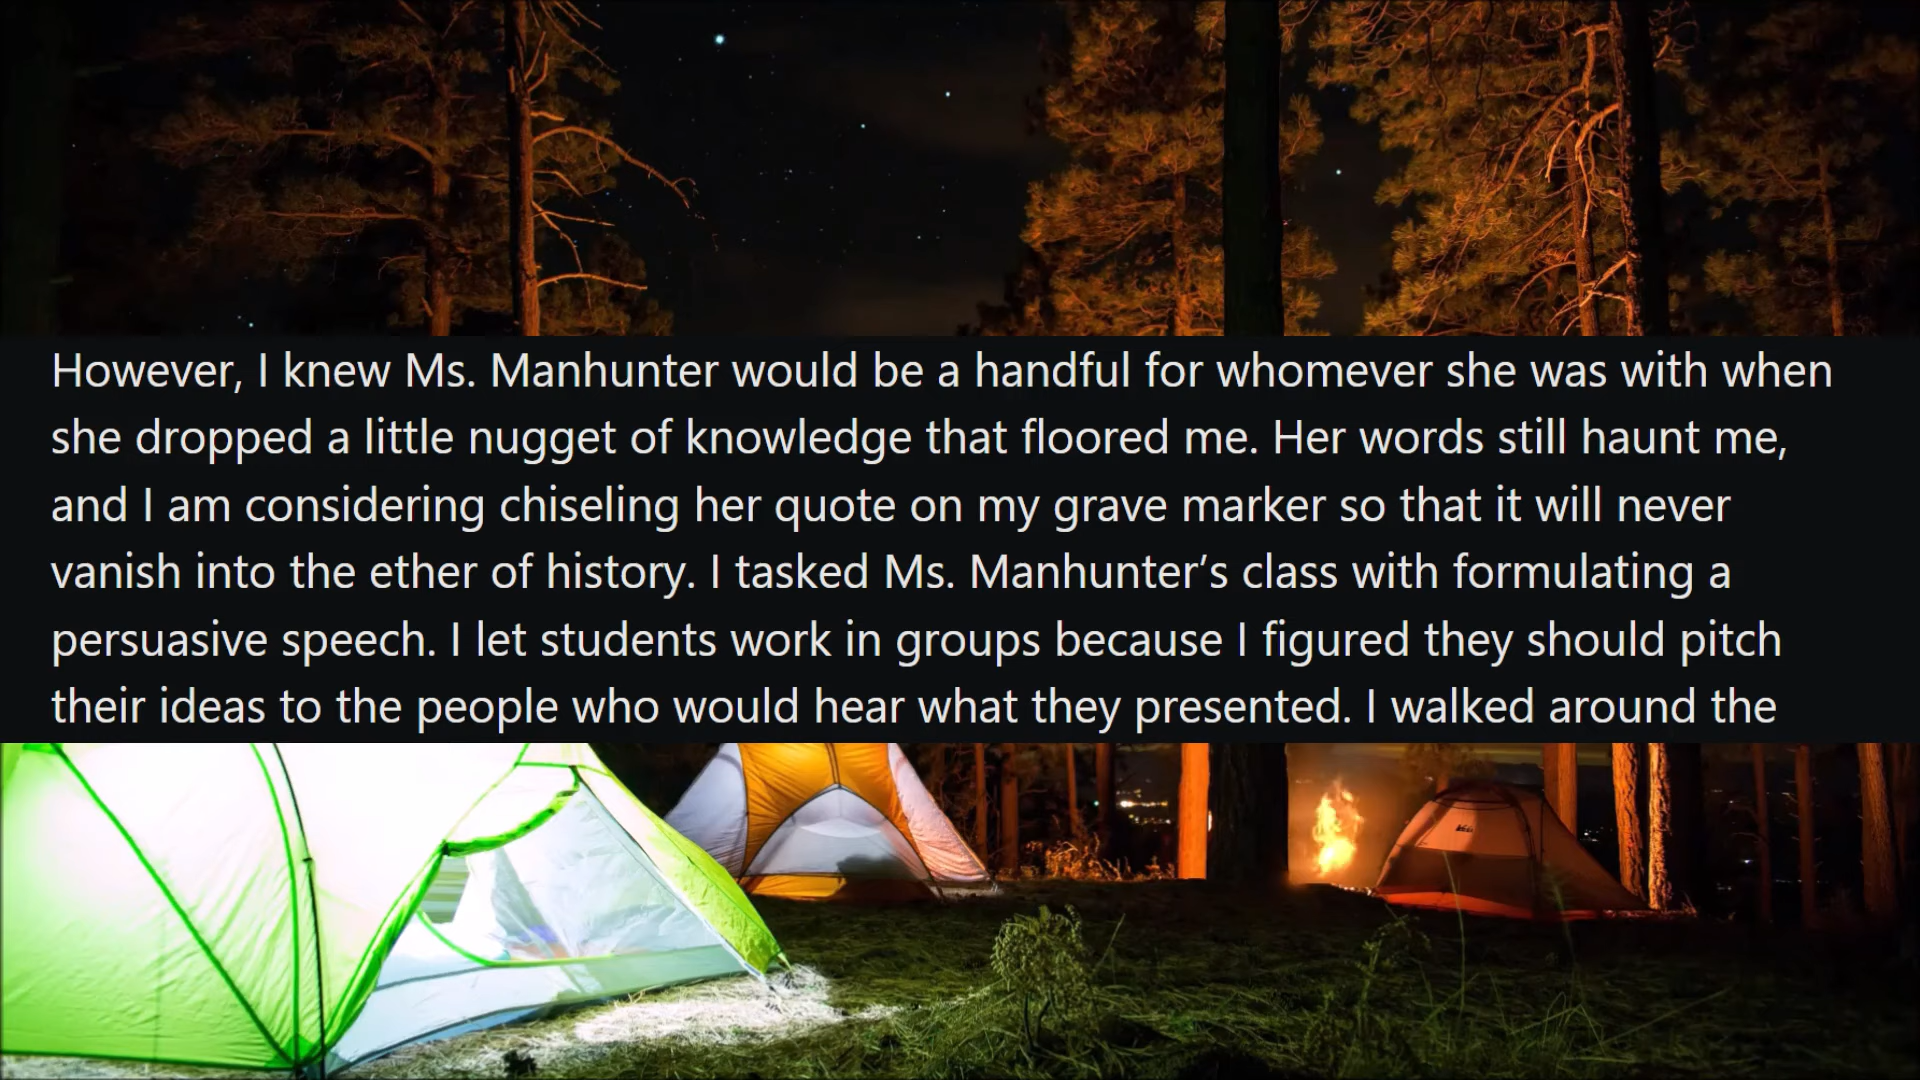 However, I knew Ms. Manhunter would be a handful for whomever she was with when
she dropped a little nugget of knowledge that floored me. Her words still haunt me,
and I am considering chiseling her quote on my grave marker so that it will never
vanish into the ether of history. I tasked Ms. Manhunter’s class with formulating a
persuasive speech. I let students work in groups because I figured they should pitch
their ideas to the people who would hear what they presented. I walked around the